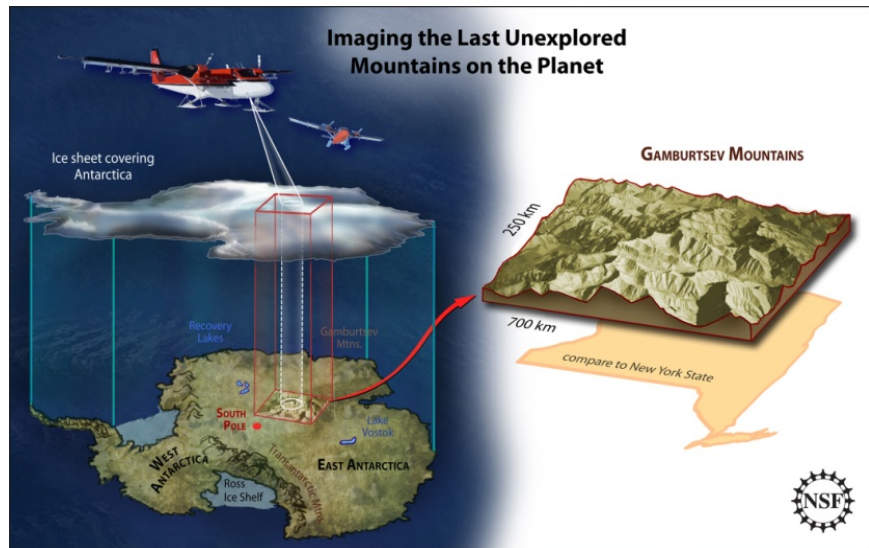 Imaging the Last Unexplored
Mountains on the Planet
Ice sheet covering
Antarctica
GAMBURTSEV MOUNTAINS
250 km
700 km
compare to New York State
Recovery
Lakes
Gamburtsev
Mtns.
SOUTH
POLE
Lake
Vostok
WEST
ANTARCTICA
Transantarctic Mtns.
EAST ANTARCTICA
Ross
Ice Shelf
NSF